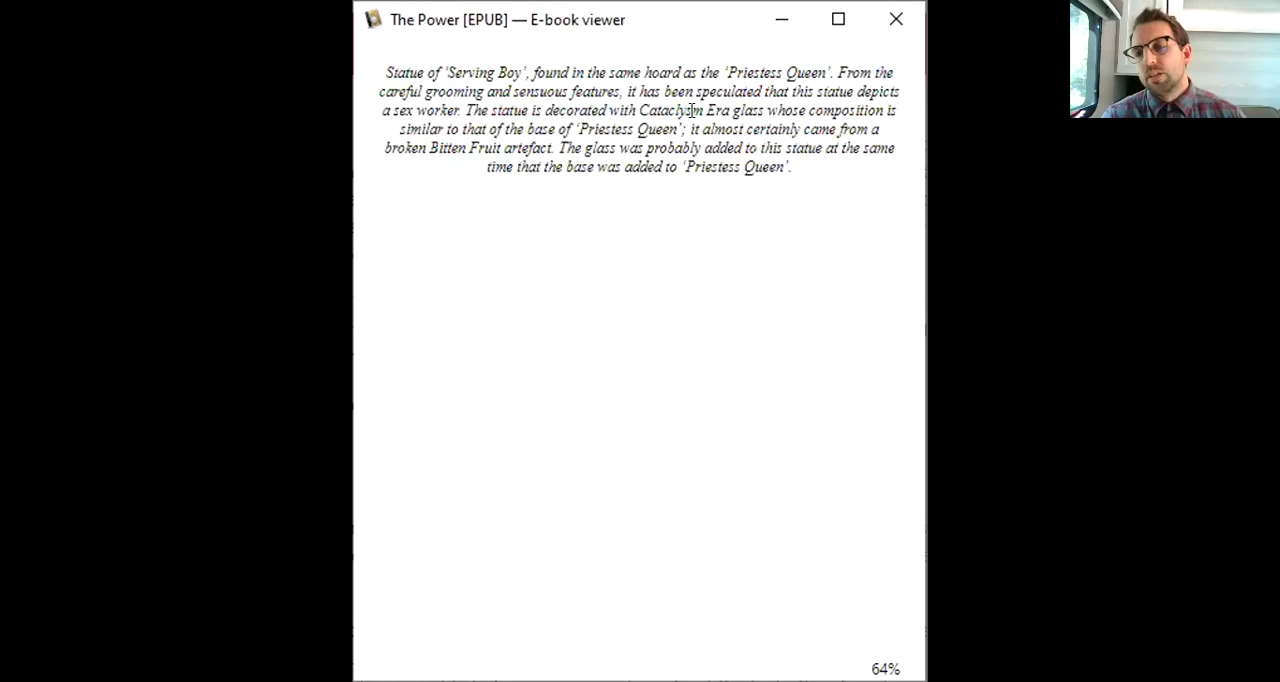 The Power [EPUB] — E-book viewer
Statue of ‘Serving Boy’, found in the same hoard as the ‘Priestess Queen’. From the
careful grooming and sensuous features, it has been speculated that this statue depicts
a sex worker. The statue is decorated with Cataclysm Era glass whose composition is
similar to that of the base of ‘Priestess Queen’; it almost certainly came from a
broken Bitten Fruit artefact. The glass was probably added to this statue at the same
time that the base was added to ‘Priestess Queen’.
64%